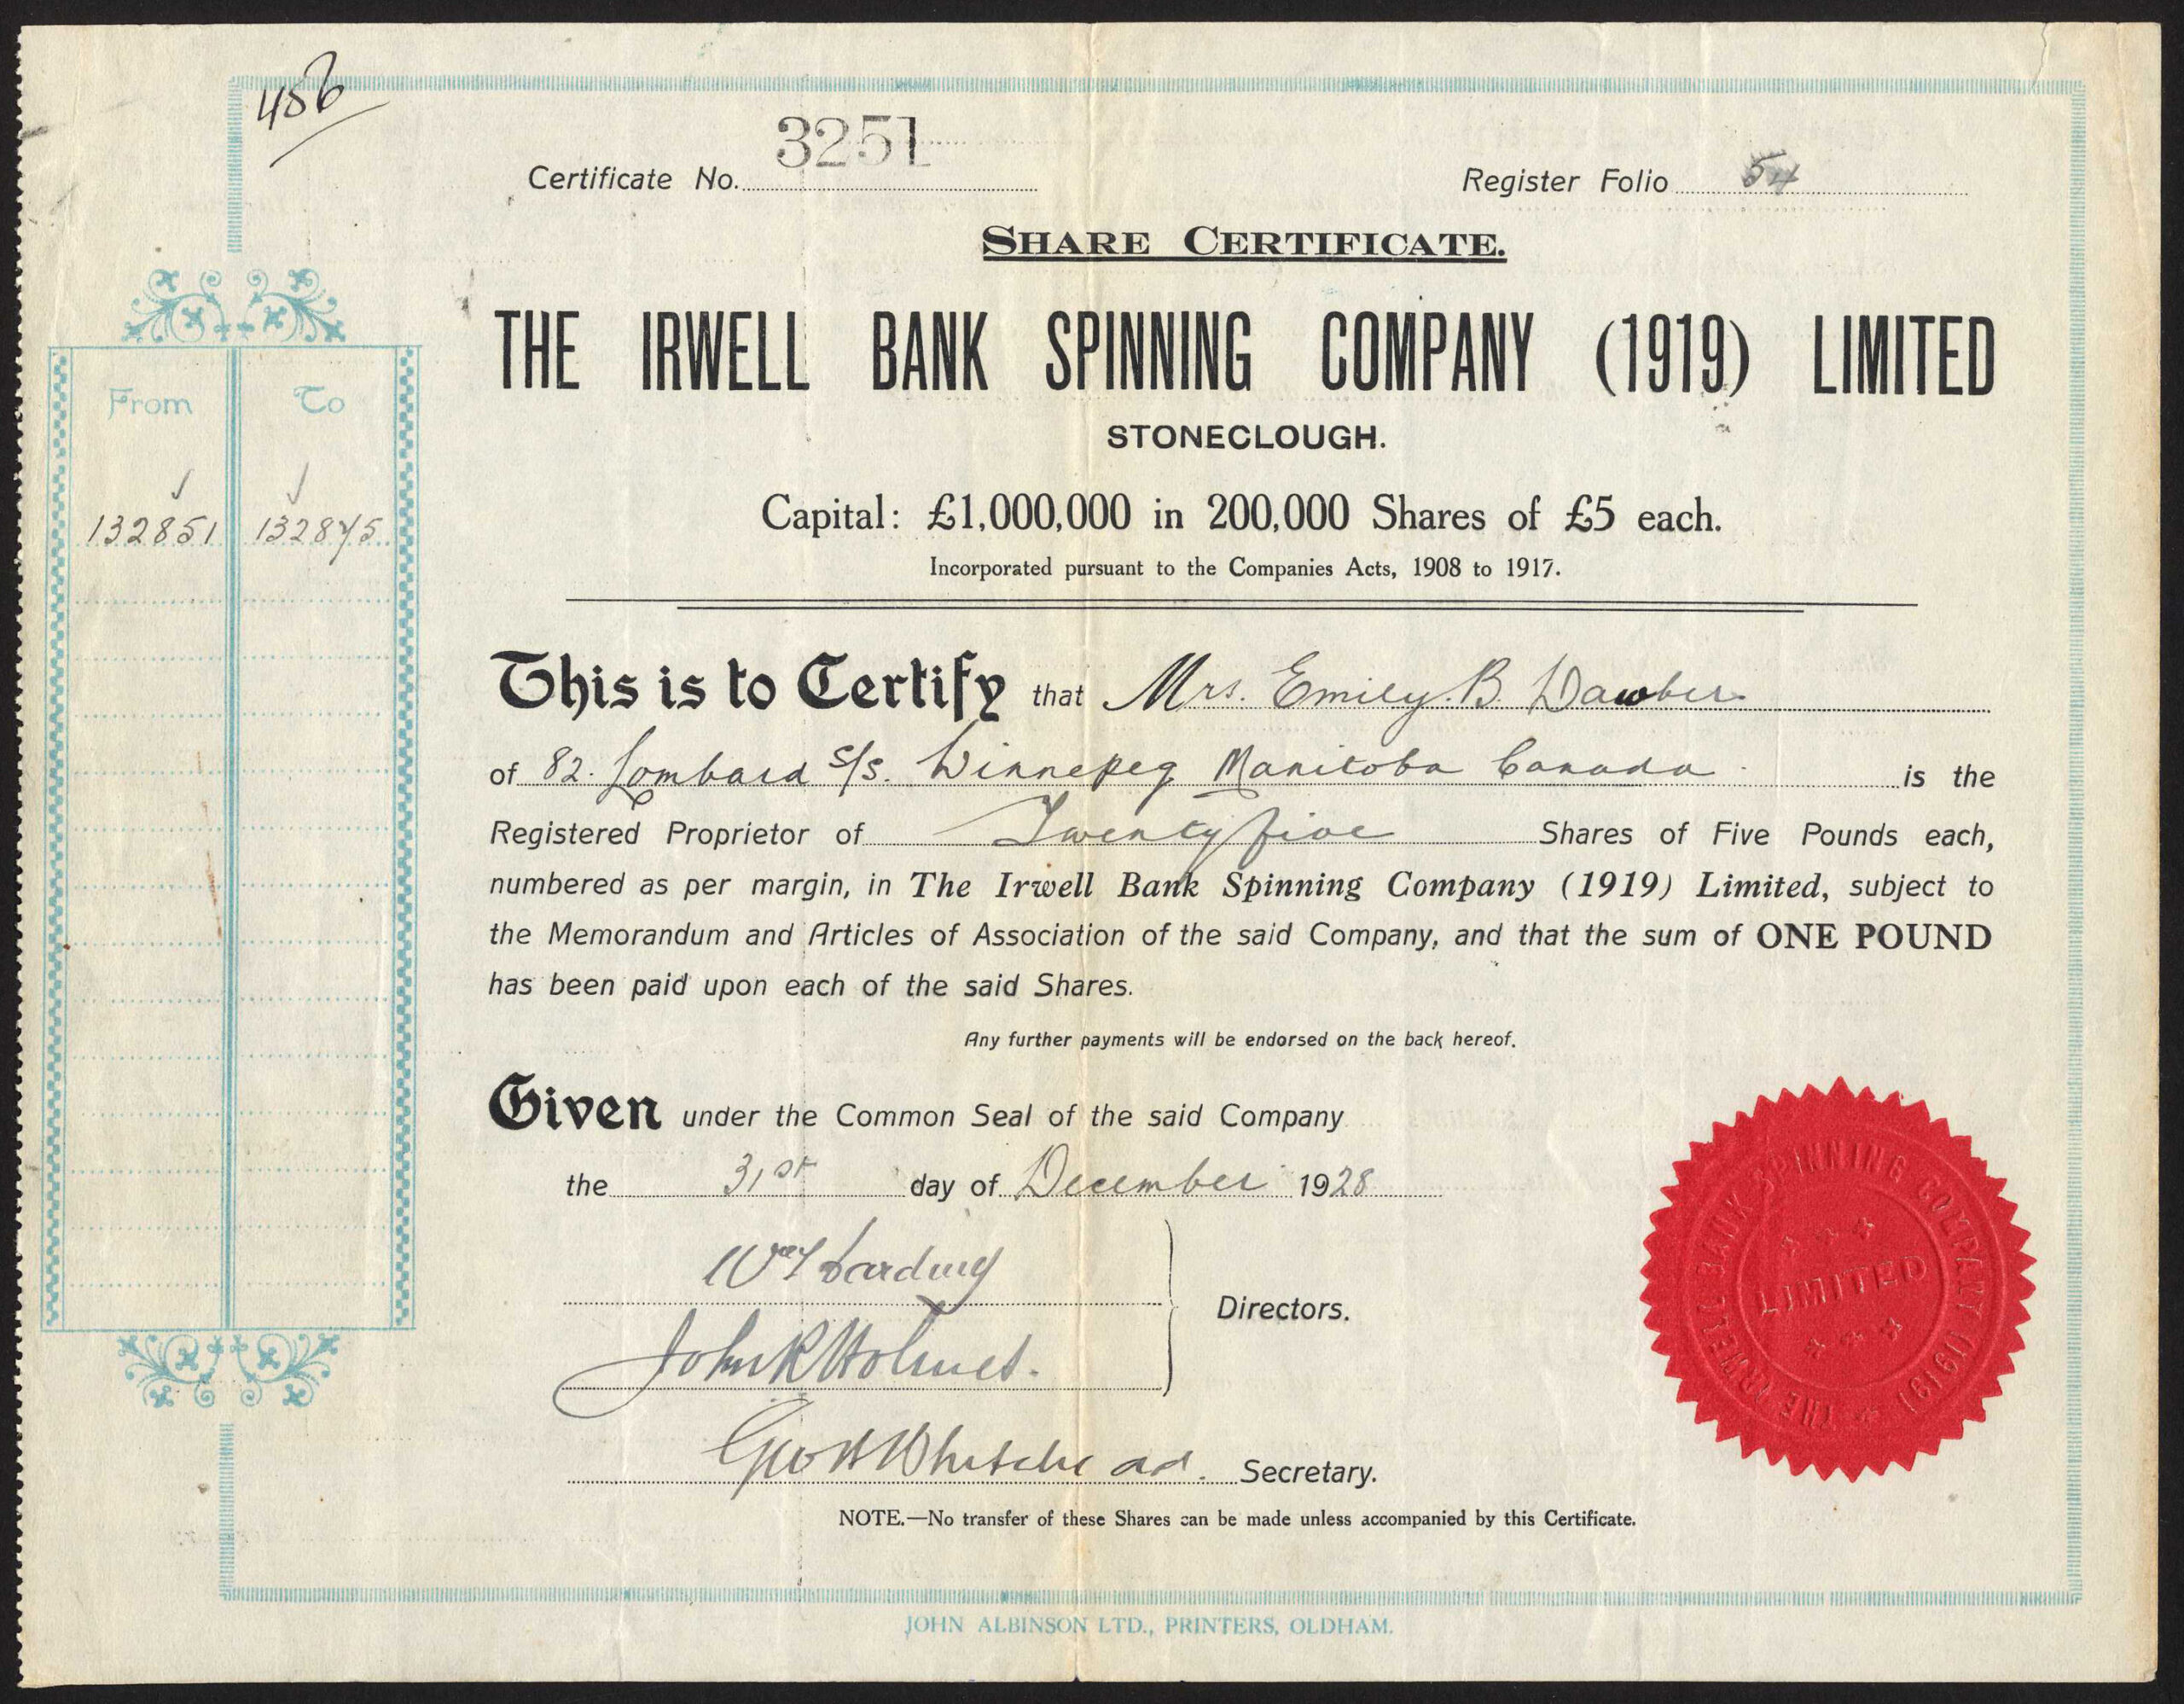 486
Certificate No. 3251
Register Folio 54
SHARE CERTIFICATE.
THE IRWELL BANK SPINNING COMPANY (1919) LIMITED
STONECLOUGH.
Capital: £1,000,000 in 200,000 Shares of £5 each.
Incorporated pursuant to the Companies Acts, 1908 to 1917.
From To
132851 132875
This is to Certify that Mrs. Emily. B. Dawber
of 82. Lombard S/s. Winnepeg Manitoba Canada is the
Registered Proprietor of Twenty five Shares of Five Pounds each,
numbered as per margin, in The Irwell Bank Spinning Company (1919) Limited, subject to
the Memorandum and Articles of Association of the said Company, and that the sum of ONE POUND
has been paid upon each of the said Shares.
Any further payments will be endorsed on the back hereof.
Given under the Common Seal of the said Company
the 31st day of December 1928
Harding
John R Holmes.
Directors.
Geo H Whitehead. Secretary.
NOTE.—No transfer of these Shares can be made unless accompanied by this Certificate.
THE IRWELL BANK SPINNING COMPANY (1919)
LIMITED
JOHN ALBINSON LTD., PRINTERS, OLDHAM.